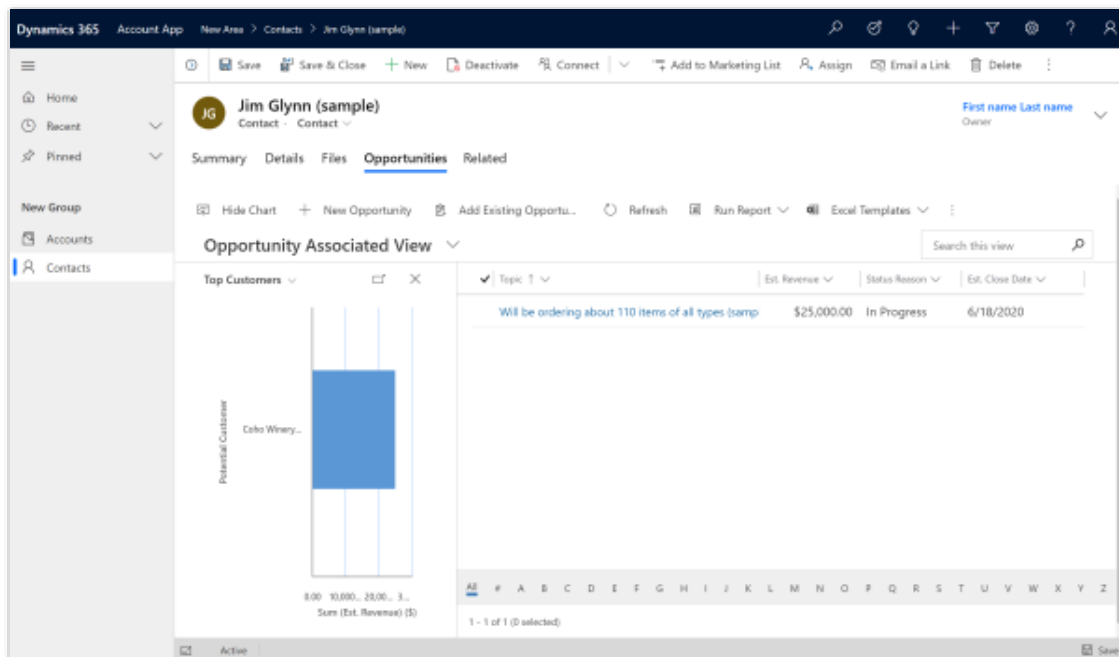 Dynamics 365 Account App New Area > Contacts > Jim Glynn (sample)
Save Save & Close New Deactivate Connect Add to Marketing List Assign Email a Link Delete
Home
Recent
Pinned
New Group
Accounts
Contacts
JG
Jim Glynn (sample)
Contact · Contact
First name Last name
Owner
Summary Details Files Opportunities Related
Hide Chart New Opportunity Add Existing Opportu... Refresh Run Report Excel Templates
Opportunity Associated View
Search this view
Top Customers
Topic Est. Revenue Status Reason Est. Close Date
Will be ordering about 110 items of all types (samp $25,000.00 In Progress 6/18/2020
Potential Customer
Coho Winery...
0.00 10,000... 20,00... 3...
Sum (Est. Revenue) ($)
All # A B C D E F G H I J K L M N O P Q R S T U V W X Y Z
1 - 1 of 1 (0 selected)
Active Save